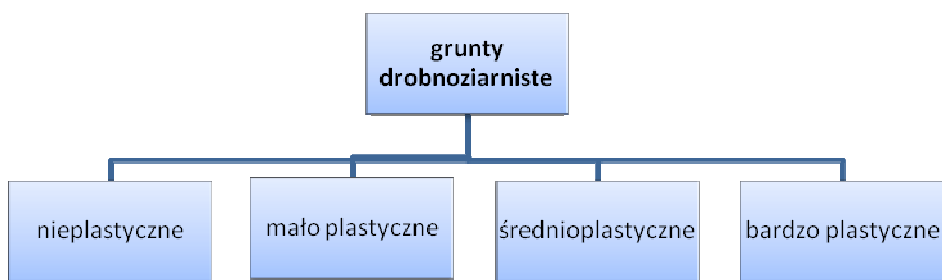 grunty
drobnoziarniste
nieplastyczne
mało plastyczne
średnioplastyczne
bardzo plastyczne